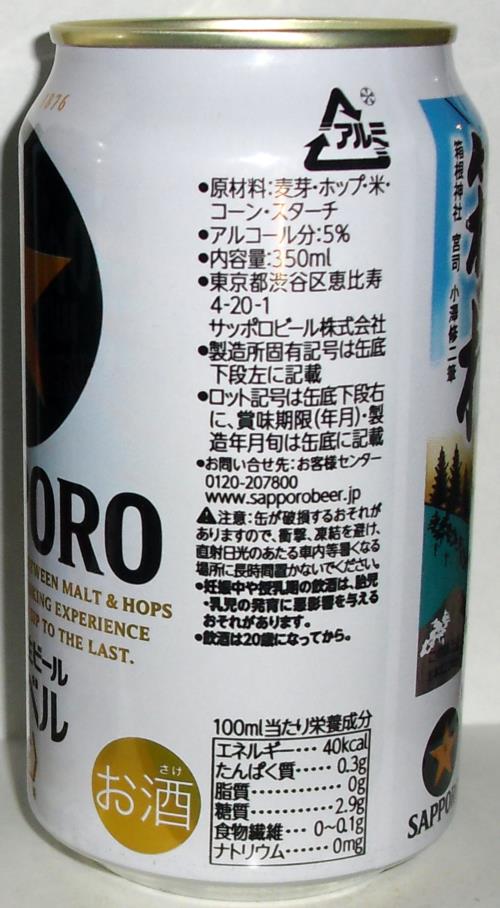 1876
アルミ
●原材料:麦芽・ホップ・米・
コーン・スターチ
●アルコール分:5%
●内容量:350ml
●東京都渋谷区恵比寿
4-20-1
サッポロビール株式会社
●製造所固有記号は缶底
下段左に記載
●ロット記号は缶底下段右
に、賞味期限(年月)・製
造年月旬は缶底に記載
●お問い合せ先:お客様センター
0120-207800
www.sapporobeer.jp
⚠注意:缶が破損するおそれが
ありますので、衝撃、凍結を避け、
直射日光のあたる車内等暑くなる
場所に長時間置かないでください。
●妊娠中や授乳期の飲酒は、胎児
・乳児の発育に悪影響を与える
おそれがあります。
●飲酒は20歳になってから。
100ml当たり栄養成分
エネルギー… 40kcal
たんぱく質…… 0.3g
脂質………… 0g
糖質………… 2.9g
食物繊維… 0~0.1g
ナトリウム…… 0mg
ORO
TWEEN MALT & HOPS
KING EXPERIENCE
UP TO THE LAST.
ビール
ベル
さけ
お酒
箱根神社 宮司 小澤修二筆
SAPPO